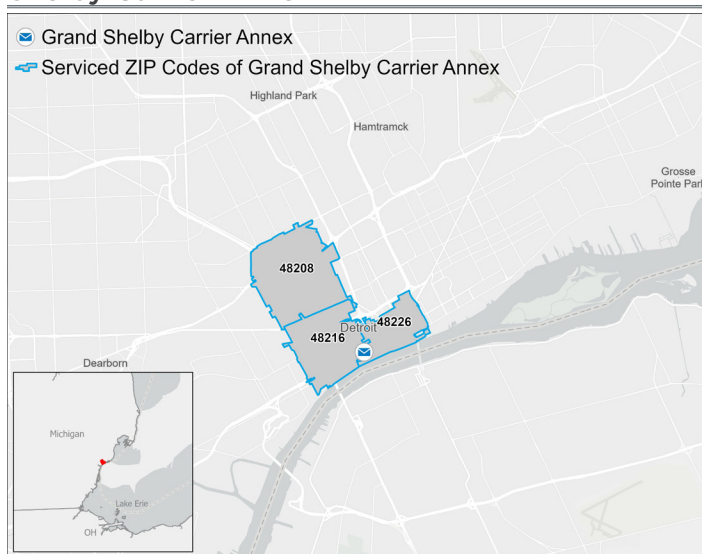 Grand Shelby Carrier Annex
Serviced ZIP Codes of Grand Shelby Carrier Annex
Highland Park
Hamtramck
Grosse
Pointe Park
48208
48226
Detroit
48216
Dearborn
Michigan
Lake Erie
OH